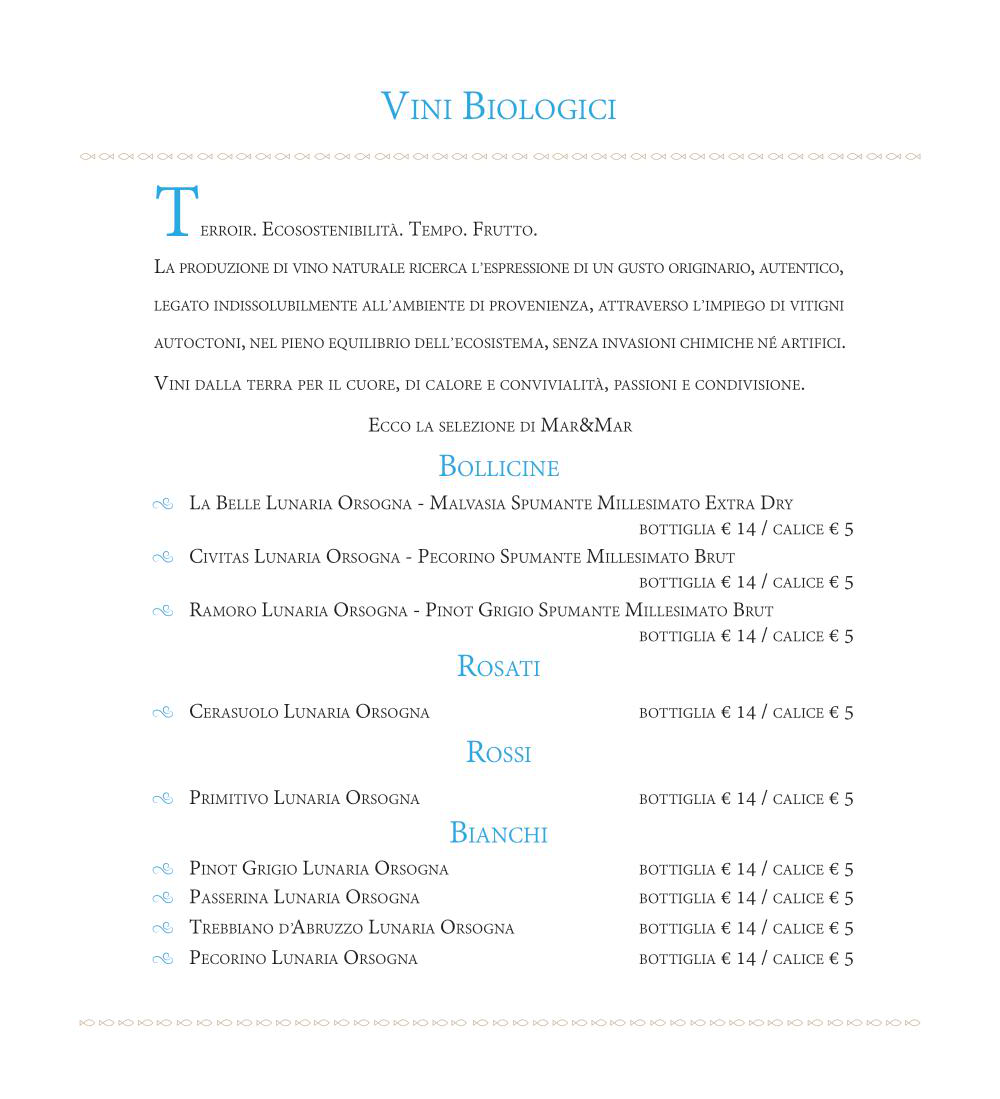 Vini Biologici
Terroir. Ecosostenibilità. Tempo. Frutto.
La produzione di vino naturale ricerca l'espressione di un gusto originario, autentico,
legato indissolubilmente all'ambiente di provenienza, attraverso l'impiego di vitigni
autoctoni, nel pieno equilibrio dell'ecosistema, senza invasioni chimiche né artifici.
Vini dalla terra per il cuore, di calore e convivialità, passioni e condivisione.
Ecco la selezione di Mar&Mar
Bollicine
La Belle Lunaria Orsogna - Malvasia Spumante Millesimato Extra Dry
bottiglia € 14 / calice € 5
Civitas Lunaria Orsogna - Pecorino Spumante Millesimato Brut
bottiglia € 14 / calice € 5
Ramoro Lunaria Orsogna - Pinot Grigio Spumante Millesimato Brut
bottiglia € 14 / calice € 5
Rosati
Cerasuolo Lunaria Orsogna bottiglia € 14 / calice € 5
Rossi
Primitivo Lunaria Orsogna bottiglia € 14 / calice € 5
Bianchi
Pinot Grigio Lunaria Orsogna bottiglia € 14 / calice € 5
Passerina Lunaria Orsogna bottiglia € 14 / calice € 5
Trebbiano d'Abruzzo Lunaria Orsogna bottiglia € 14 / calice € 5
Pecorino Lunaria Orsogna bottiglia € 14 / calice € 5